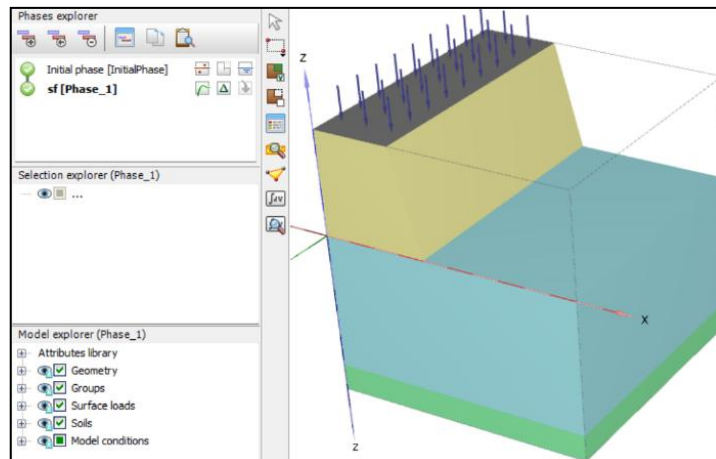 Phases explorer
Initial phase [InitialPhase]
sf [Phase_1]
Selection explorer (Phase_1)
...
Model explorer (Phase_1)
Attributes library
Geometry
Groups
Surface loads
Soils
Model conditions
z
x
z